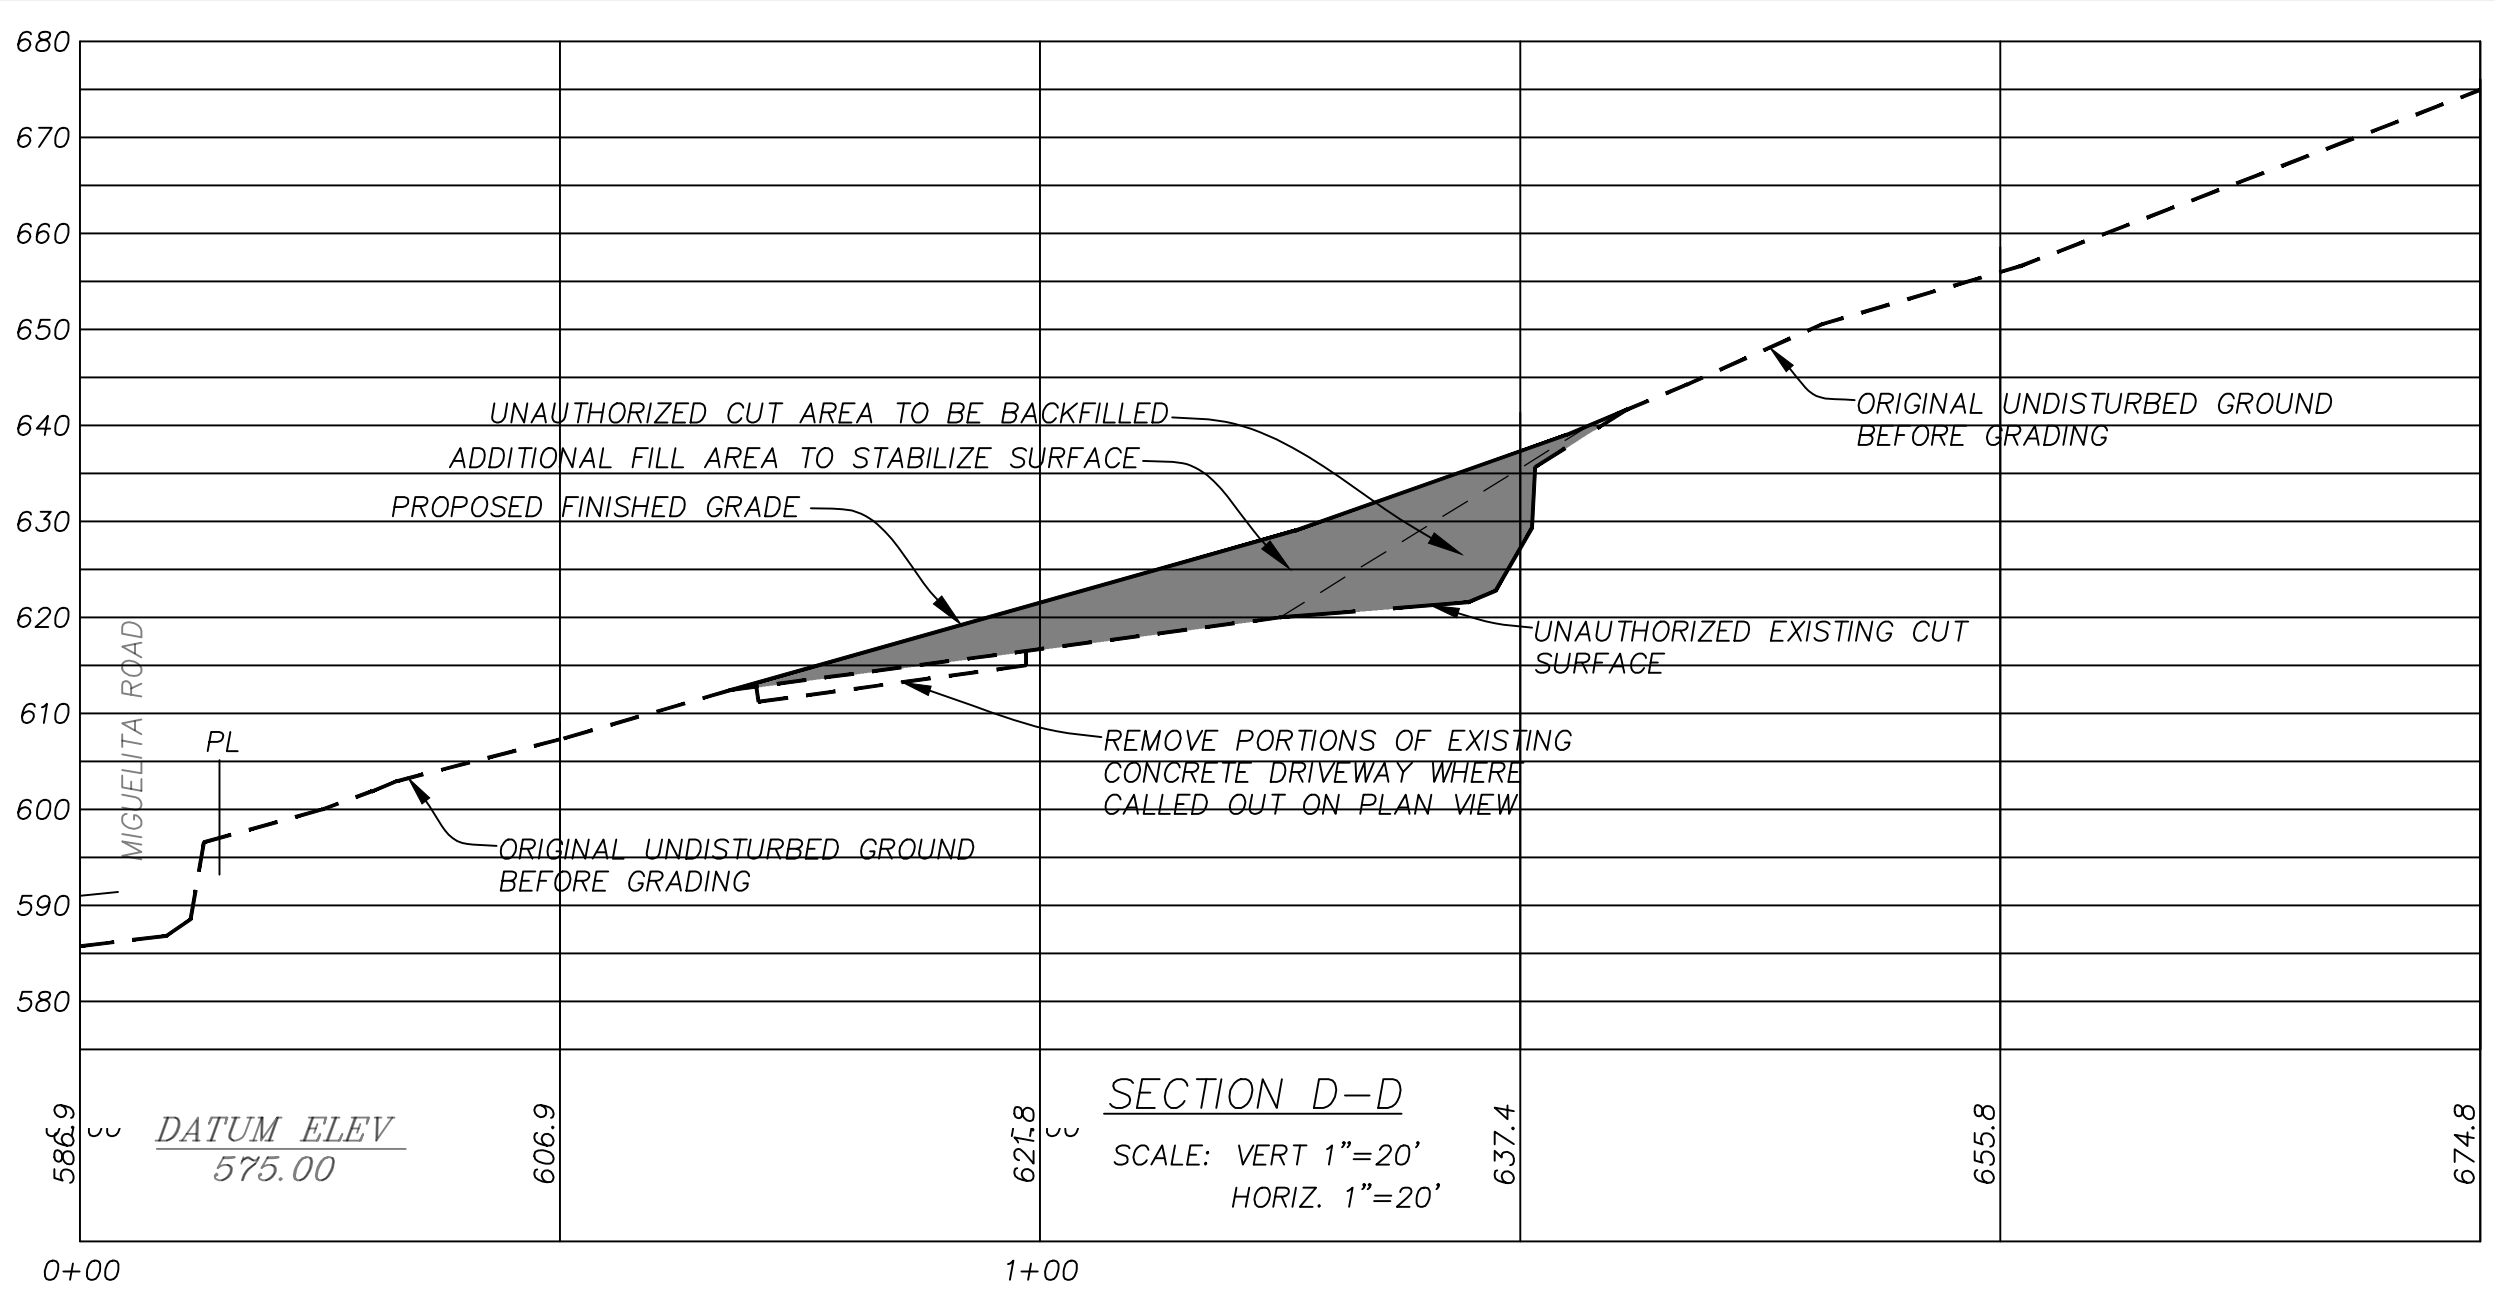 680
670
660
650
640
630
620
610
600
590
580
UNAUTHORIZED CUT AREA TO BE BACKFILLED
ADDITIONAL FILL AREA TO STABILIZE SURFACE
PROPOSED FINISHED GRADE
ORIGINAL UNDISTURBED GROUND
BEFORE GRADING
UNAUTHORIZED EXISTING CUT
SURFACE
MIGUELITA ROAD
PL
REMOVE PORTIONS OF EXISTING
CONCRETE DRIVEWAY WHERE
CALLED OUT ON PLAN VIEW
ORIGINAL UNDISTURBED GROUND
BEFORE GRADING
SECTION D-D
SCALE: VERT 1"=20'
HORIZ. 1"=20'
DATUM ELEV
575.00
586.9
606.9
621.8
637.4
655.8
674.8
0+00
1+00